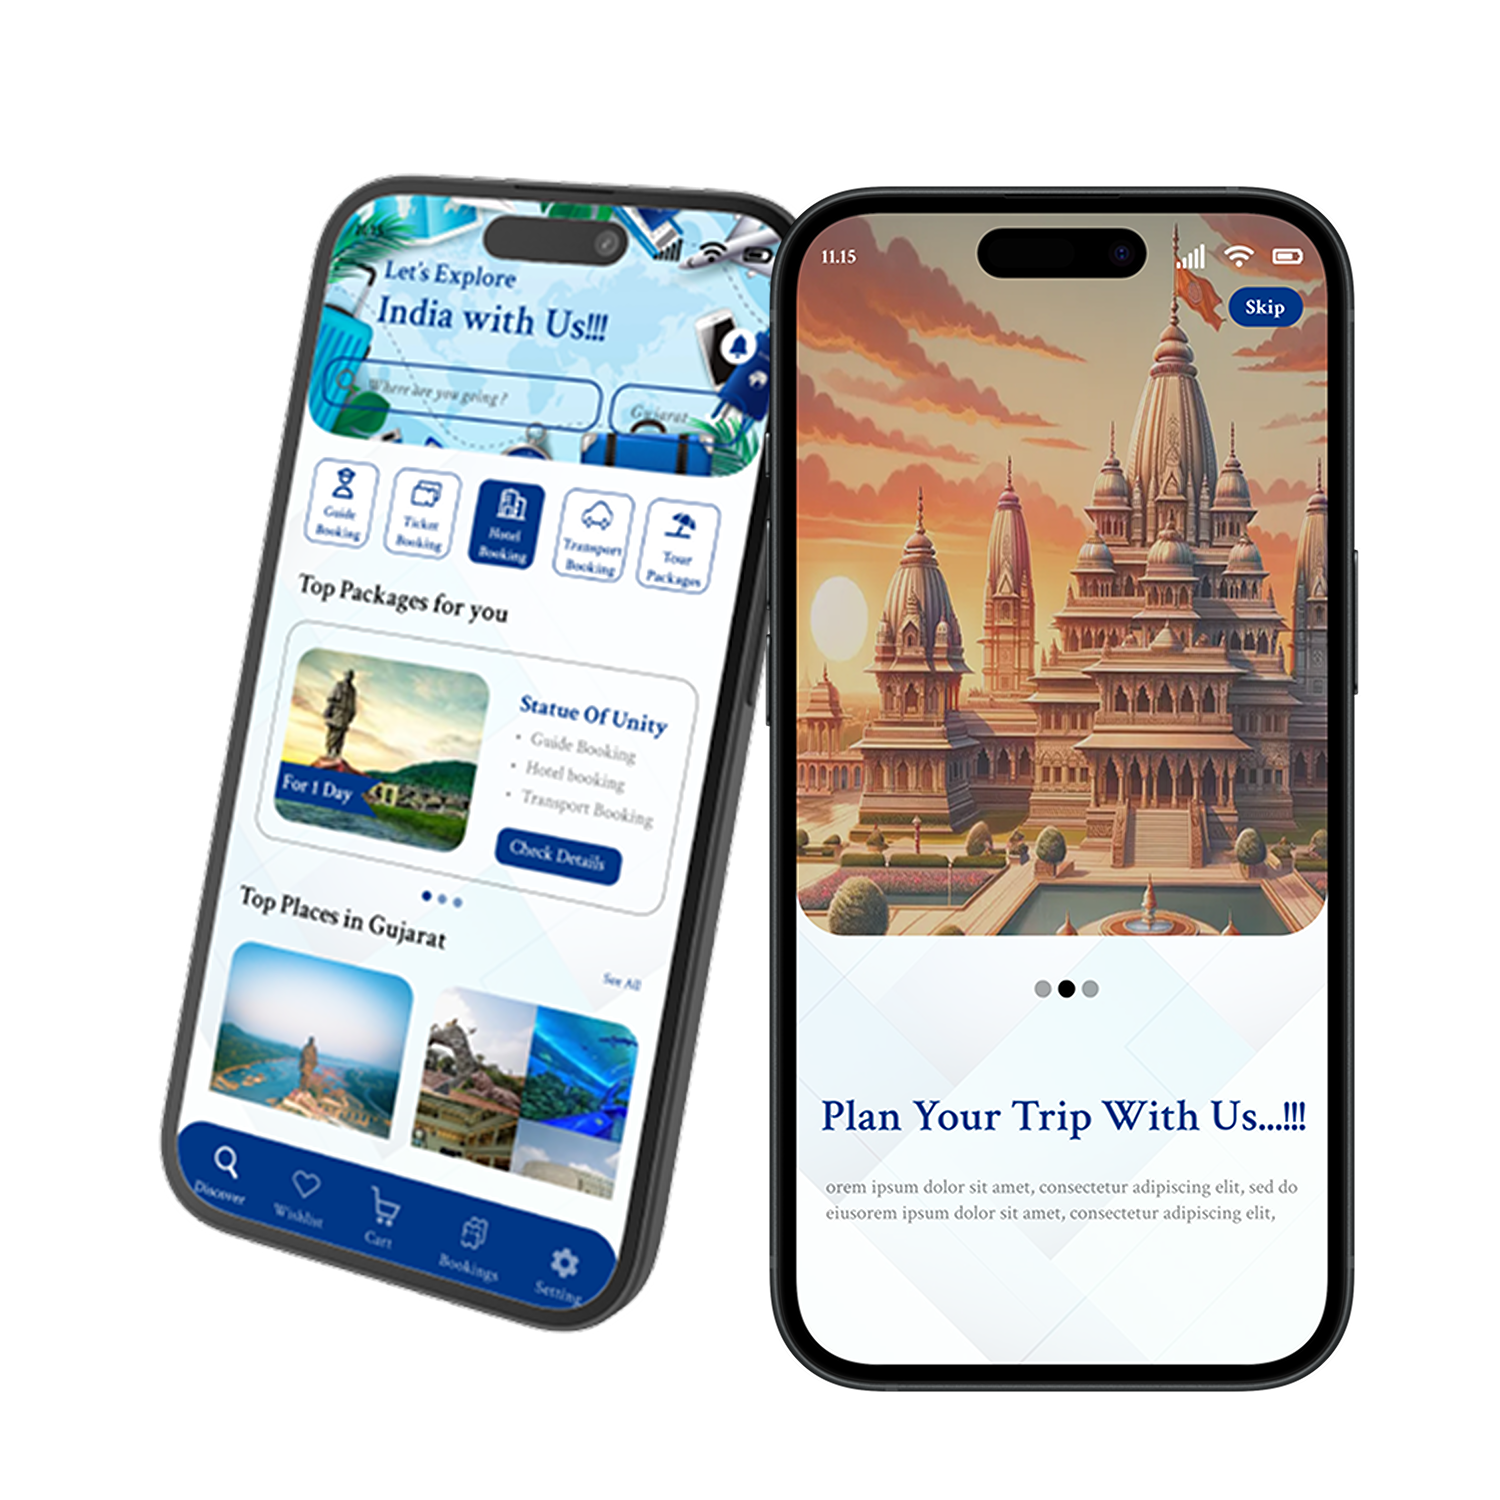 11.15
Let's Explore
India with Us!!!
Where are you going ?
Gujarat
Guide
Booking
Ticket
Booking
Hotel
Booking
Transport
Booking
Tour
Packages
Top Packages for you
Statue Of Unity
• Guide Booking
• Hotel booking
• Transport Booking
For 1 Day
Check Details
Top Places in Gujarat
See All
Discover
Wishlist
Cart
Bookings
Setting
11.15
Skip
Plan Your Trip With Us...!!!
orem ipsum dolor sit amet, consectetur adipiscing elit, sed do
eiusorem ipsum dolor sit amet, consectetur adipiscing elit,